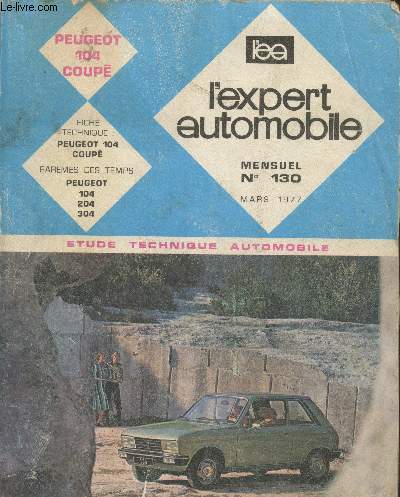 Le-livre.com
PEUGEOT
104
COUPÉ
l'ea
l'expert
automobile
FICHE
TECHNIQUE :
PEUGEOT 104
COUPÉ
BAREMES DES TEMPS
PEUGEOT
104
204
304
MENSUEL
N° 130
MARS 1977
ETUDE TECHNIQUE AUTOMOBILE